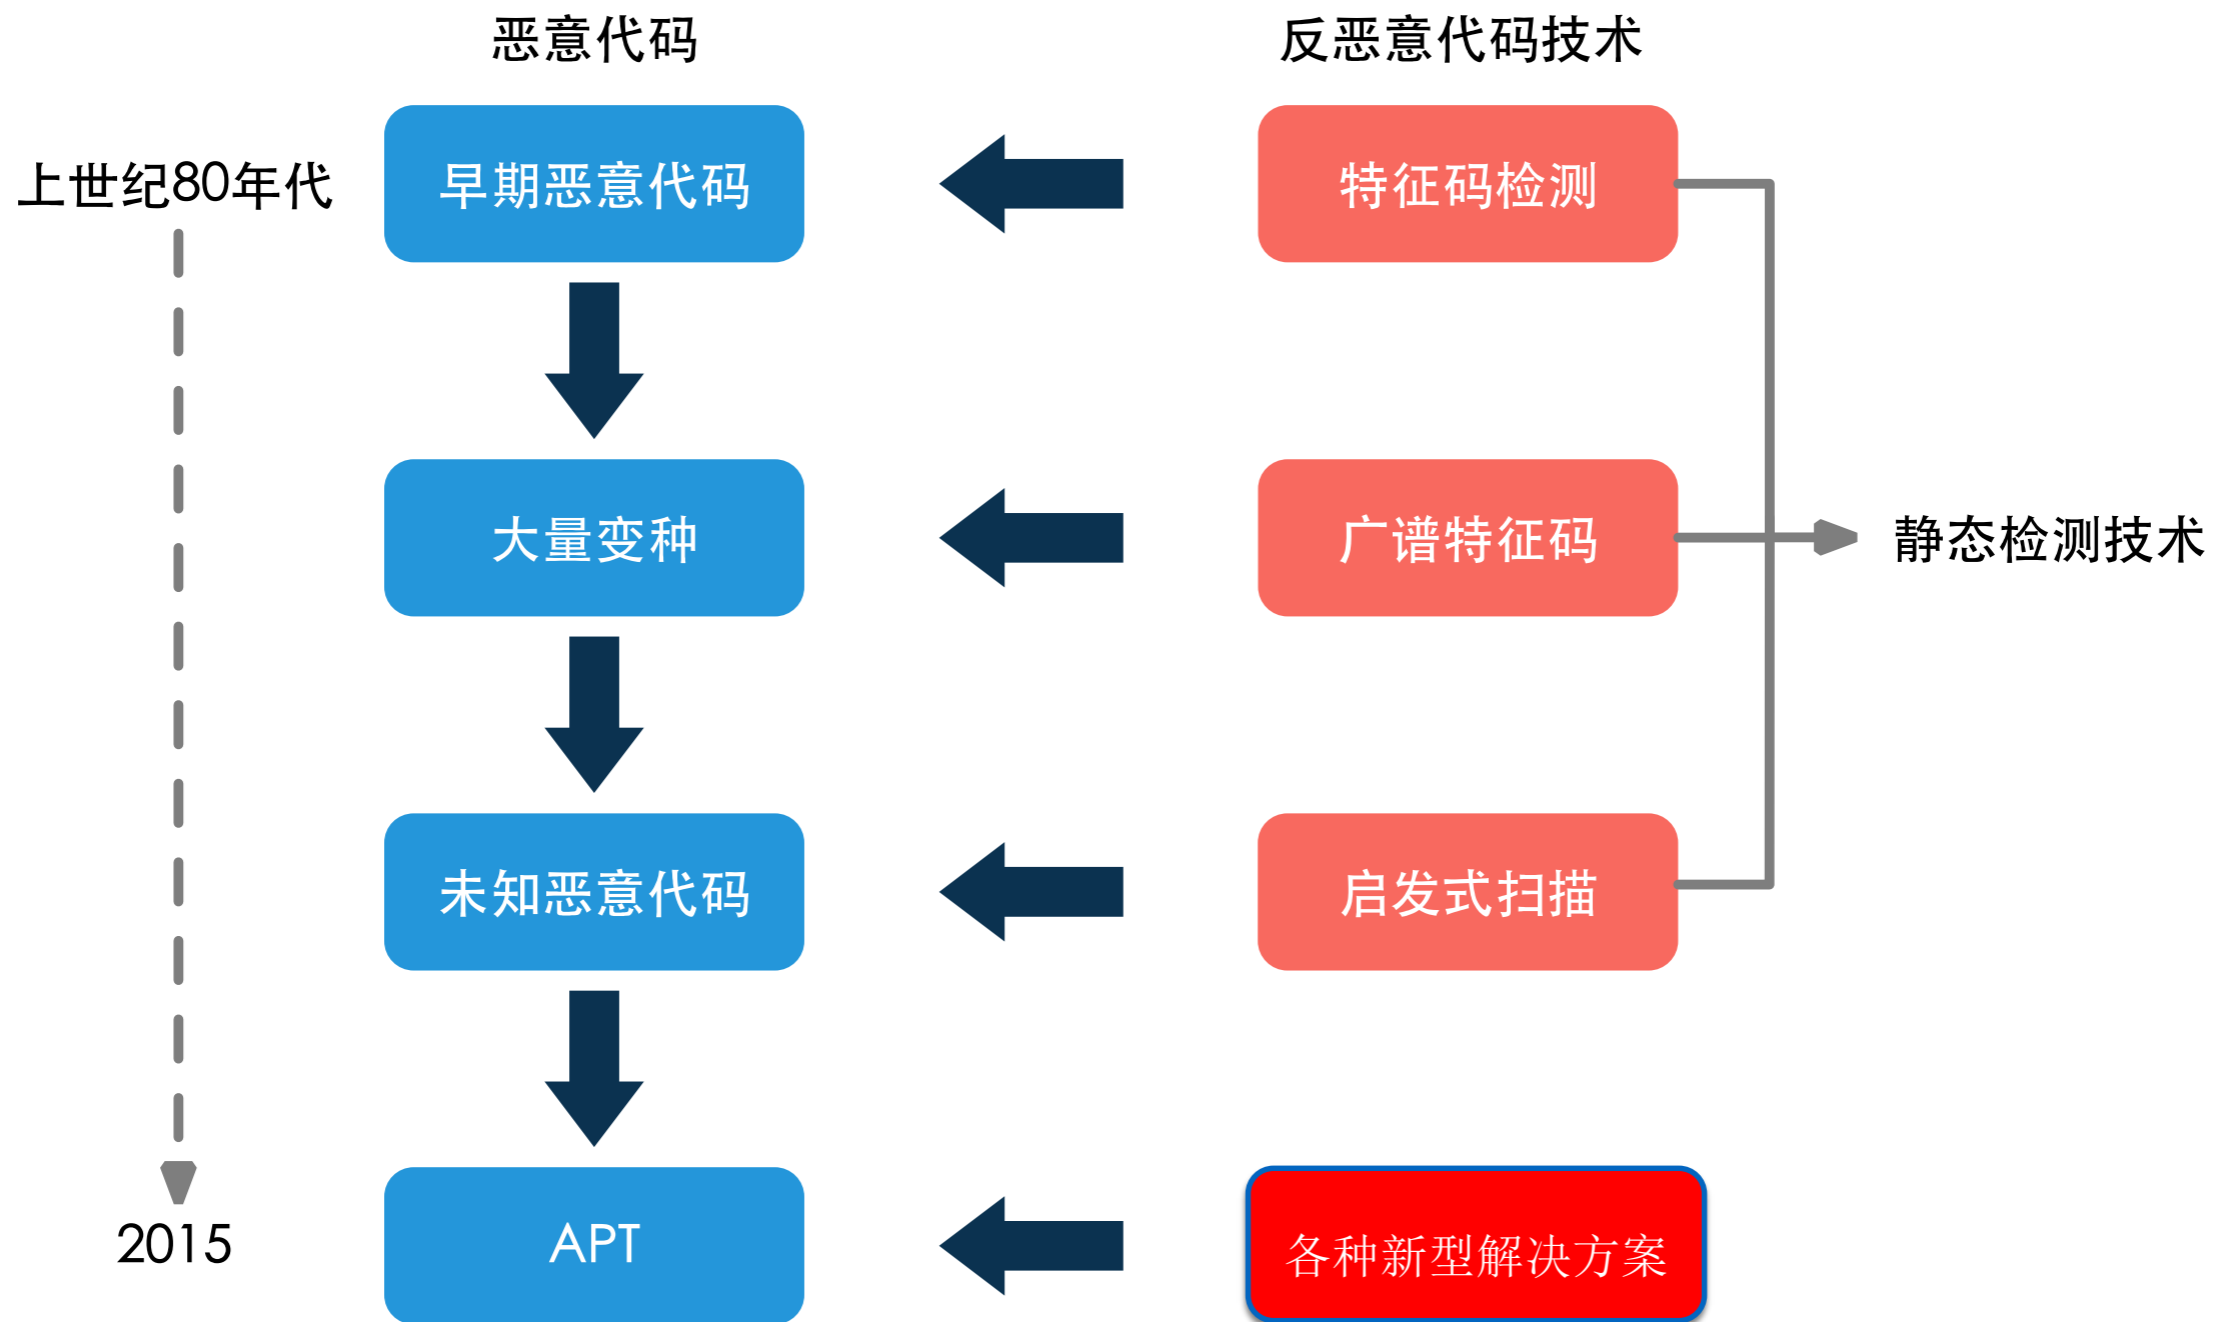 恶意代码
反恶意代码技术
上世纪80年代
早期恶意代码
特征码检测
大量变种
广谱特征码
静态检测技术
未知恶意代码
启发式扫描
2015
APT
各种新型解决方案